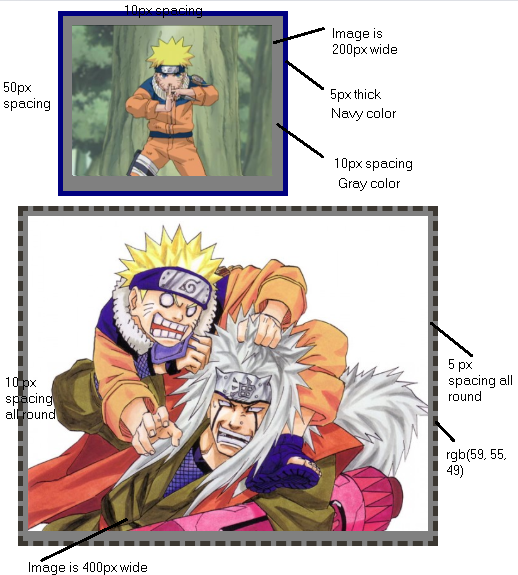 10px spacing
Image is
200px wide
50px
spacing
5px thick
Navy color
10px spacing
Gray color
10 px
spacing
all round
5 px
spacing all
round
rgb(59, 55,
49)
Image is 400px wide
油